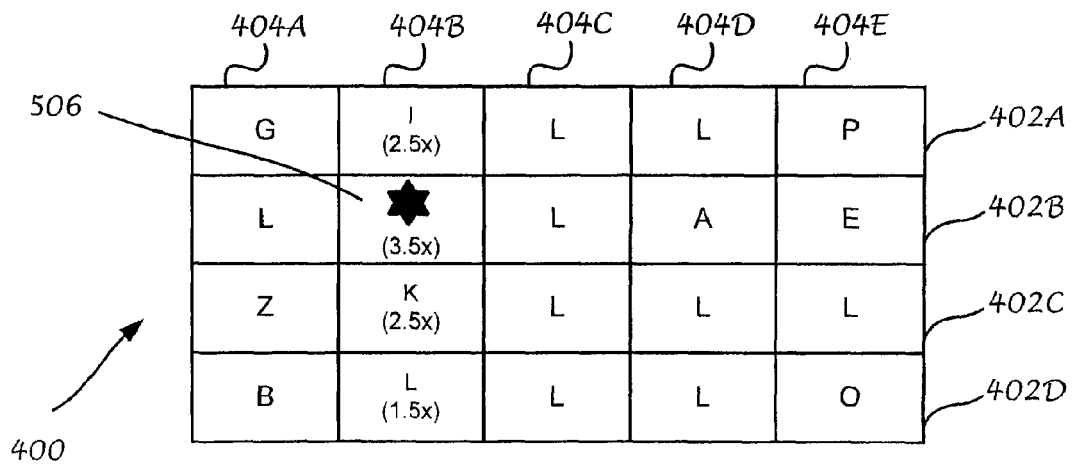 404A 404B 404C 404D 404E
506
G I L L P 402A
(2.5x)
L L A E 402B
(3.5x)
Z K L L L 402C
(2.5x)
B L L L O 402D
(1.5x)
400